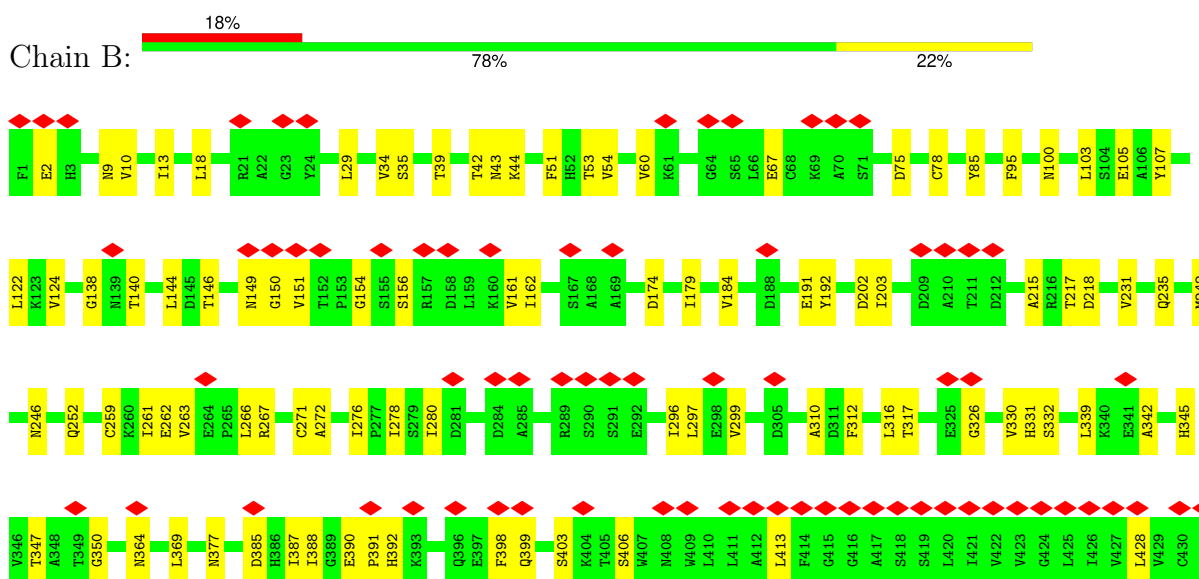 18%
Chain B:
78% 22%
F1 E2 H3 N9 V10 I13 L18 R21 A22 G23 Y24 L29 V34 S35 T39 T42 N43 K44 F51 H52 T53 V54 V60 K61 G64 S65 L66 E67 C68 K69 A70 S71 D75 C78 Y85 F95 N100 L103 S104 E105 A106 Y107
L122 K123 V124 G138 N139 T140 L144 D145 T146 N149 G150 V151 T152 P153 G154 S155 S156 R157 D158 L159 K160 V161 I162 S167 A168 A169 D174 I179 V184 D188 E191 Y192 D202 I203 D209 A210 T211 D212 A215 R216 T217 D218 V231 Q235
N246 Q252 C259 K260 I261 E262 V263 E264 P265 L266 R267 C271 A272 I276 P277 I278 S279 I280 D281 D284 A285 R289 S290 S291 E292 I296 L297 E298 V299 D305 A310 D311 F312 L316 T317 E325 G326 V330 H331 S332 L339 K340 E341 A342 H345
V346 T347 A348 T349 G350 N364 L369 N377 D385 H386 I387 I388 G389 E390 P391 H392 K393 Q396 E397 F398 Q399 S403 K404 T405 S406 W407 N408 W409 L410 L411 A412 L413 F414 G415 G416 A417 S418 S419 L420 I421 V422 V423 G424 L425 I426 V427 L428 V429 C430